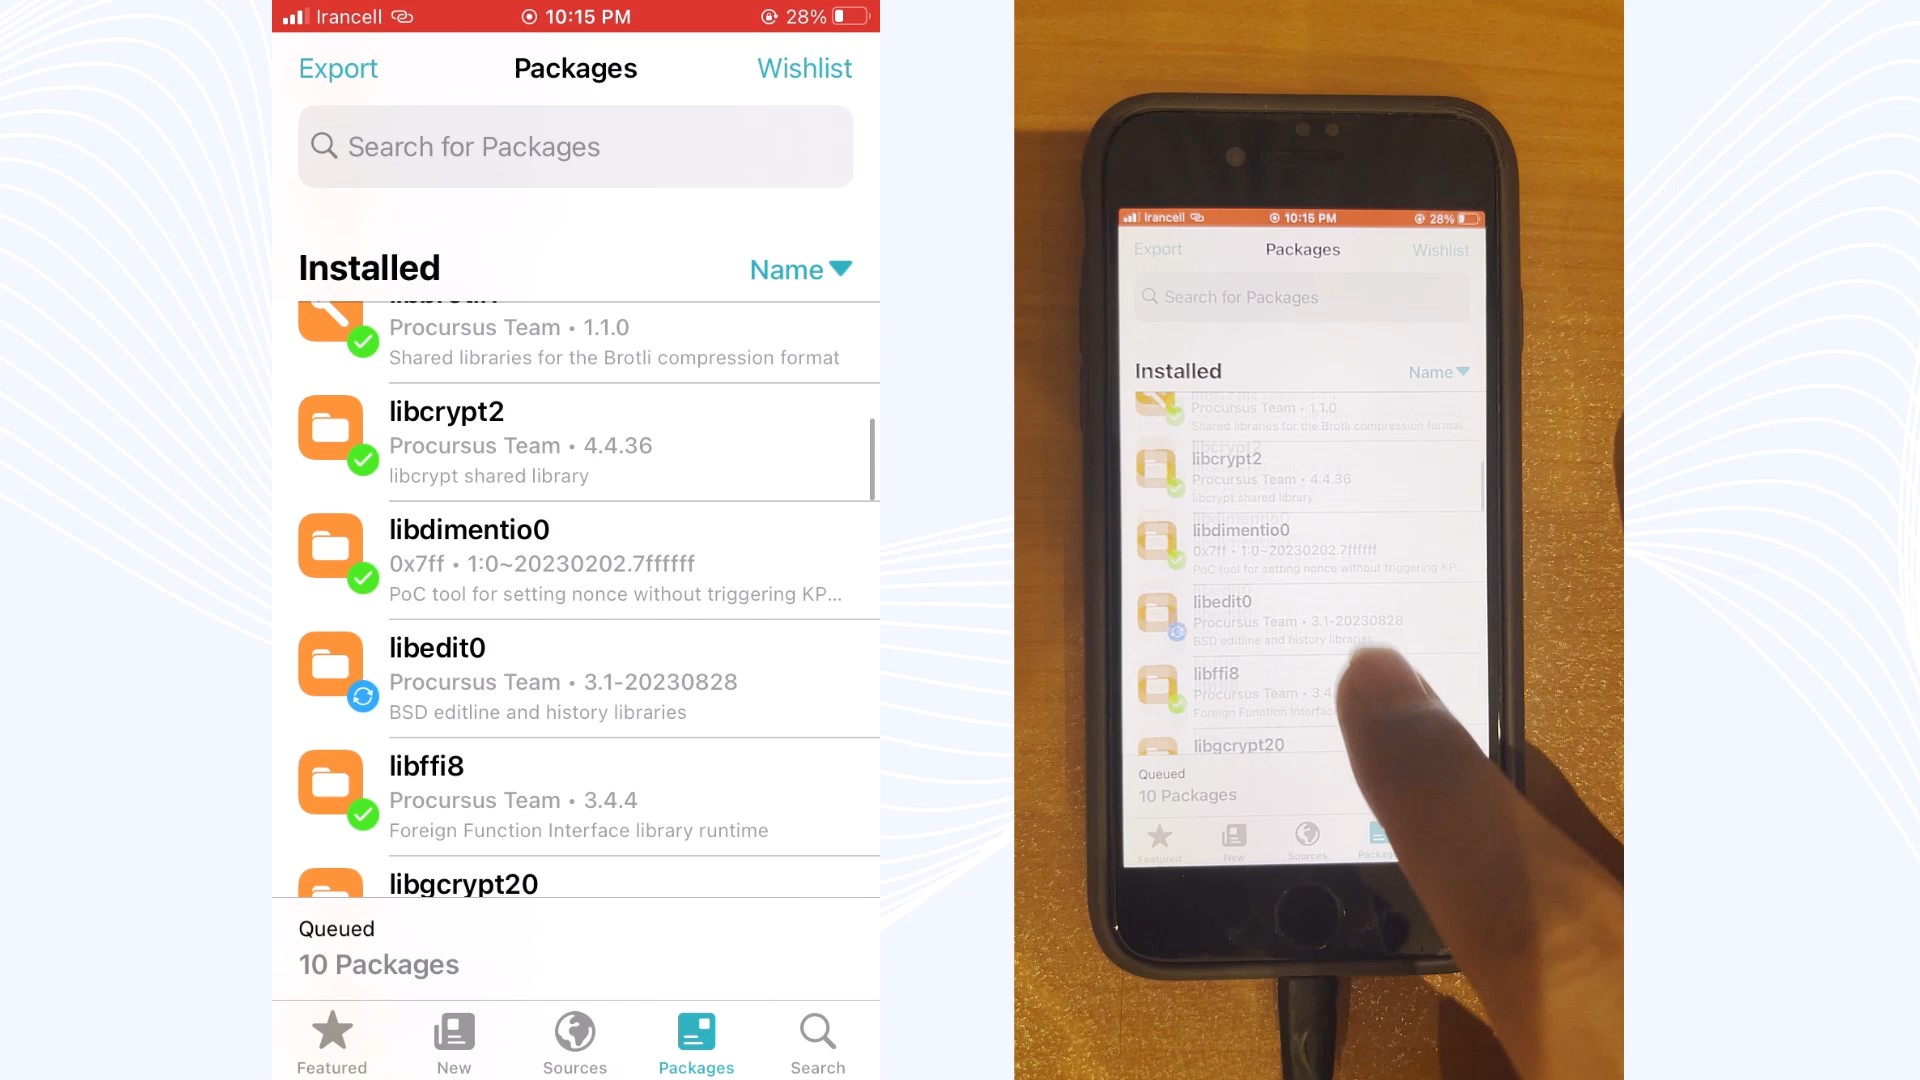 Irancell 10:15 PM 28%
Export Packages Wishlist
Search for Packages
Installed Name
Procursus Team • 1.1.0
Shared libraries for the Brotli compression format
libcrypt2
Procursus Team • 4.4.36
libcrypt shared library
libdimentio0
0x7ff • 1:0~20230202.7ffffff
PoC tool for setting nonce without triggering KP...
libedit0
Procursus Team • 3.1-20230828
BSD editline and history libraries
libffi8
Procursus Team • 3.4.4
Foreign Function Interface library runtime
libgcrypt20
Queued
10 Packages
Featured New Sources Packages Search
Irancell 10:15 PM 28%
Export Packages Wishlist
Search for Packages
Installed Name
Procursus Team • 1.1.0
Shared libraries for the Brotli compression format
libcrypt2
Procursus Team • 4.4.36
libcrypt shared library
libdimentio0
0x7ff • 1:0~20230202.7ffffff
PoC tool for setting nonce without triggering KP...
libedit0
Procursus Team • 3.1-20230828
BSD editline and history libraries
libffi8
Procursus Team • 3.4
Foreign Function Interface
libgcrypt20
Queued
10 Packages
Featured New Sources